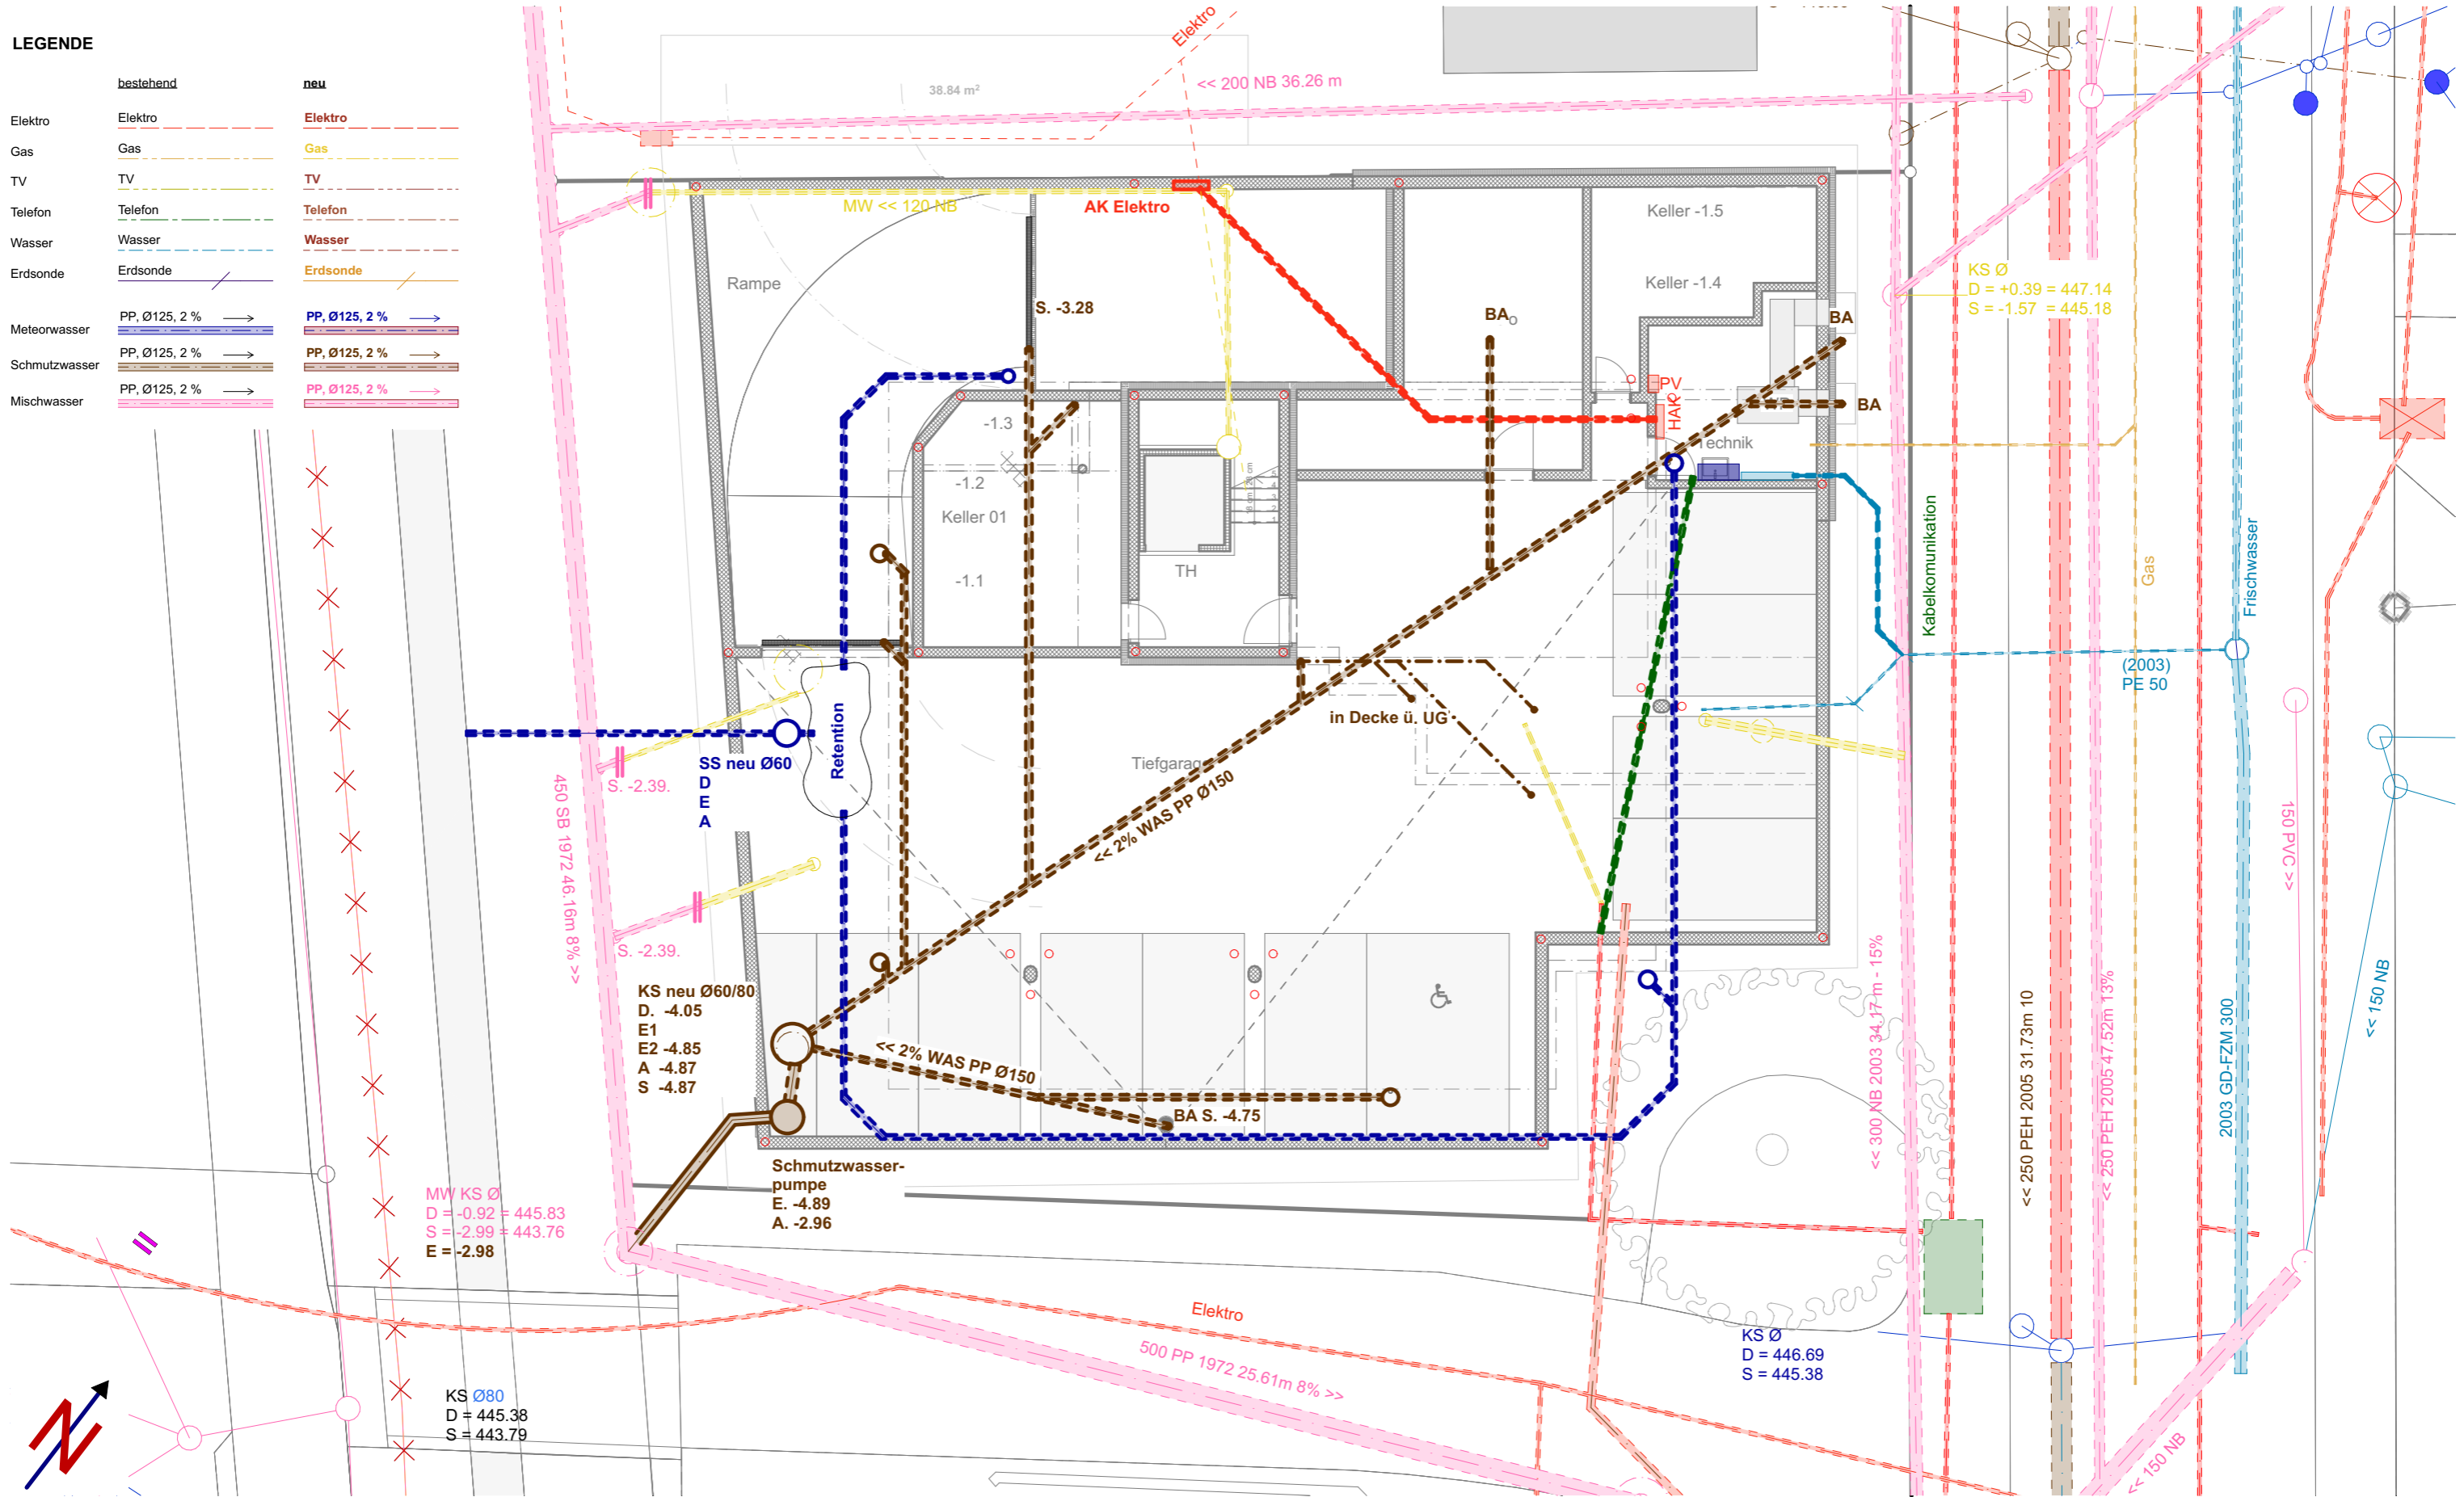 LEGENDE
bestehend
neu
Elektro
Elektro
Elektro
Gas
Gas
Gas
TV
TV
TV
Telefon
Telefon
Telefon
Wasser
Wasser
Wasser
Erdsonde
Erdsonde
Erdsonde
Meteorwasser
PP, Ø125, 2 %
PP, Ø125, 2 %
Schmutzwasser
PP, Ø125, 2 %
PP, Ø125, 2 %
Mischwasser
PP, Ø125, 2 %
PP, Ø125, 2 %
Elektro
38.84 m²
<< 200 NB 36.26 m
MW << 120 NB
AK Elektro
Keller -1.5
Keller -1.4
Rampe
S. -3.28
BA
BA
BA
PV
HAK
Technik
KS Ø
D = +0.39 = 447.14
S = -1.57 = 445.18
-1.3
-1.2
Keller 01
-1.1
TH
Kabelkomunikation
Gas
Frischwasser
(2003)
PE 50
in Decke ü. UG
Tiefgarag
<< 2% WAS PP Ø150
Retention
SS neu Ø60
D
E
A
S. -2.39.
450 SB 1972 46.16m 8% >>
S. -2.39.
KS neu Ø60/80
D. -4.05
E1
E2 -4.85
A -4.87
S -4.87
<< 2% WAS PP Ø150
BA S. -4.75
Schmutzwasser-
pumpe
E. -4.89
A. -2.96
MW KS Ø
D = -0.92 = 445.83
S = -2.99 = 443.76
E = -2.98
<< 300 NB 2003 34.17 m - 15%
<< 250 PEH 2005 31.73m 10
<< 250 PEH 2005 47.52m 13%
2003 GD-FZM 300
150 PVC >>
<< 150 NB
Elektro
500 PP 1972 25.61m 8% >>
KS Ø
D = 446.69
S = 445.38
KS Ø80
D = 445.38
S = 443.79
<< 150 NB
N